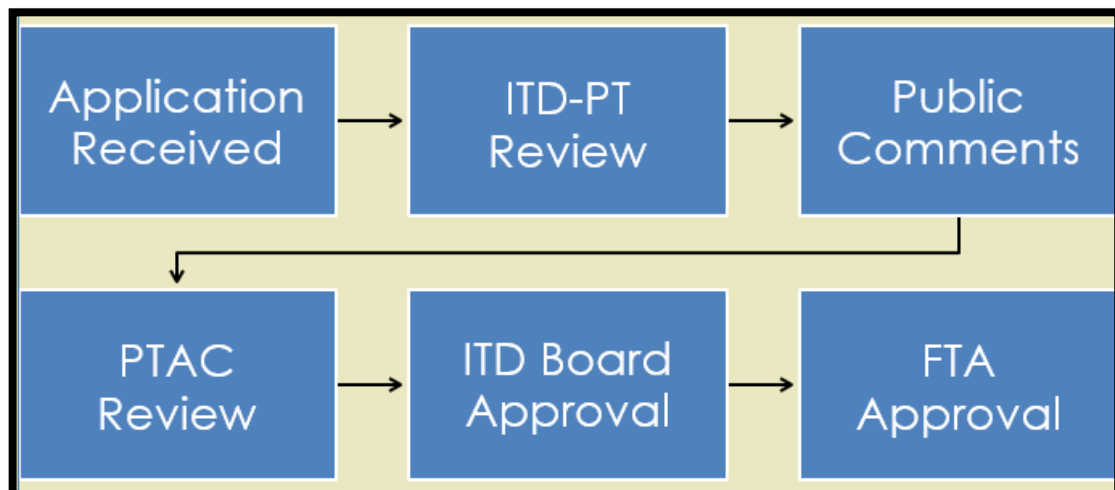 Application
Received
ITD-PT
Review
Public
Comments
PTAC
Review
ITD Board
Approval
FTA
Approval